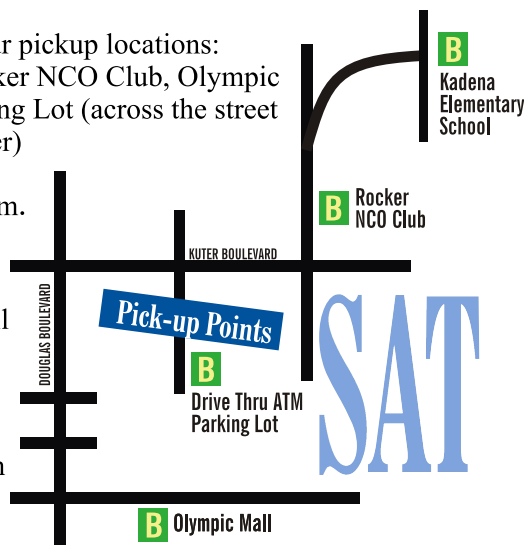 r pickup locations:
ker NCO Club, Olympic
ng Lot (across the street
er)
m.
l
n
B
Kadena
Elementary
School
B
Rocker
NCO Club
KUTER BOULEVARD
DOUGLAS BOULEVARD
Pick-up Points
B
Drive Thru ATM
Parking Lot
SAT
B
Olympic Mall